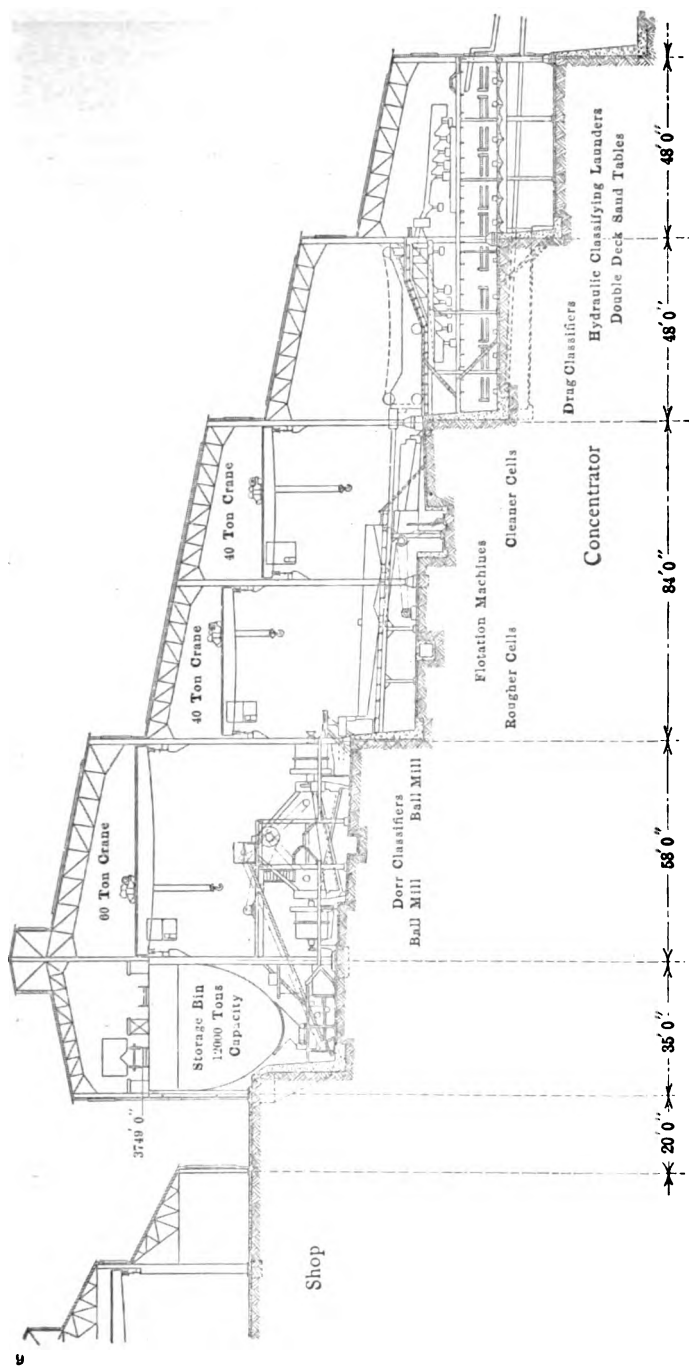 Shop
3749' 0"
Storage Bin
12000 Tons
Capacity
60 Ton Crane
40 Ton Crane
40 Ton Crane
Dorr Classifiers
Ball Mill Ball Mill
Flotation Machines
Rougher Cells Cleaner Cells
Drag Classifiers
Hydraulic Classifying Launders
Double Deck Sand Tables
Concentrator
20' 0" 35' 0" 58' 0" 84' 0" 48' 0" 48' 0"